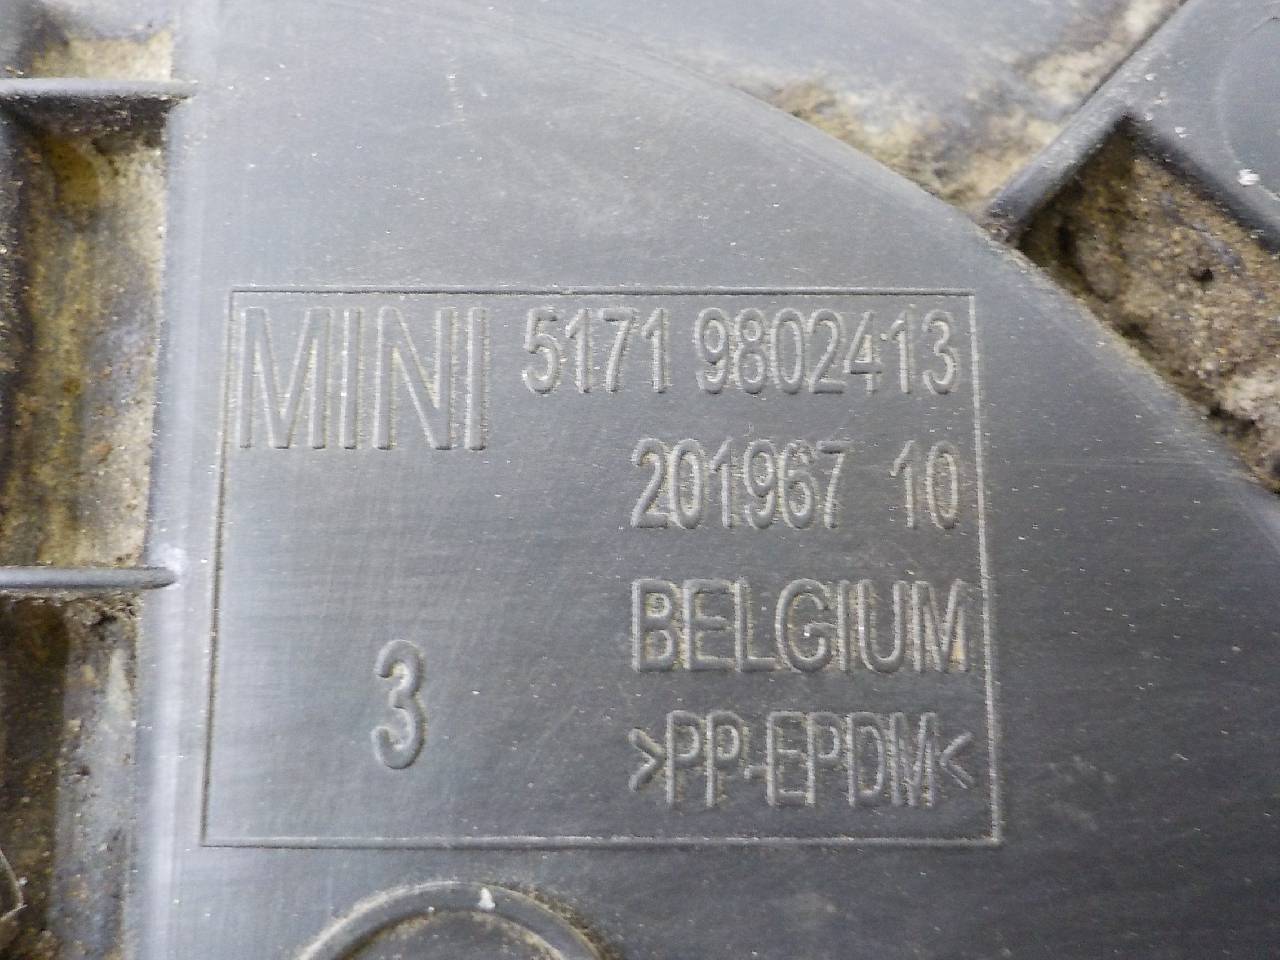 MINI 5171 9802413
201967 10
BELGIUM
3
>PP-EPDM<